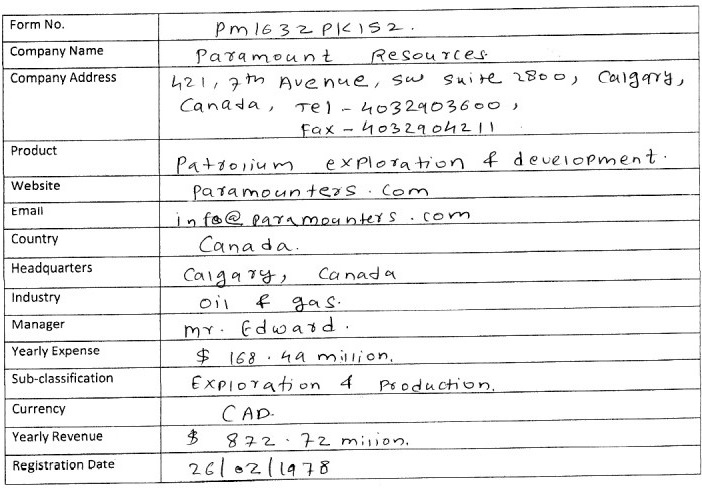 Form No. Pm1632PK152.
Company Name Paramount Resources.
Company Address 421, 7th Avenue, SW Suite 2800, Calgary,
Canada, Tel - 4032903600,
Fax - 4032904211
Product Patrolium exploration & development.
Website Paramounters.com
Email info@paramounters.com
Country Canada.
Headquarters Calgary, Canada
Industry Oil & gas.
Manager Mr. Edward.
Yearly Expense $ 168.49 million.
Sub-classification Exploration & Production.
Currency CAD.
Yearly Revenue $ 872.72 miiion.
Registration Date 26/02/1978